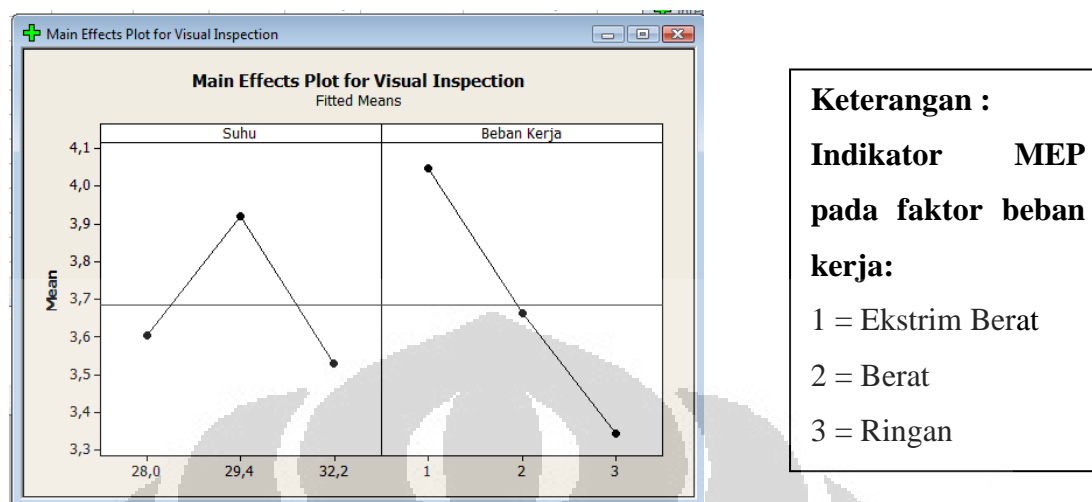 Main Effects Plot for Visual Inspection
Main Effects Plot for Visual Inspection
Fitted Means
Suhu
Beban Kerja
Mean
4,1
4,0
3,9
3,8
3,7
3,6
3,5
3,4
3,3
28,0
29,4
32,2
1
2
3
Keterangan :
Indikator MEP
pada faktor beban
kerja:
1 = Ekstrim Berat
2 = Berat
3 = Ringan